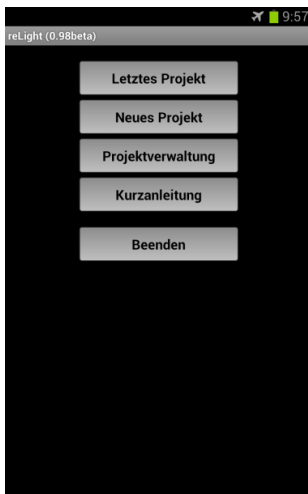 9:57
reLight (0.98beta)
Letztes Projekt
Neues Projekt
Projektverwaltung
Kurzanleitung
Beenden